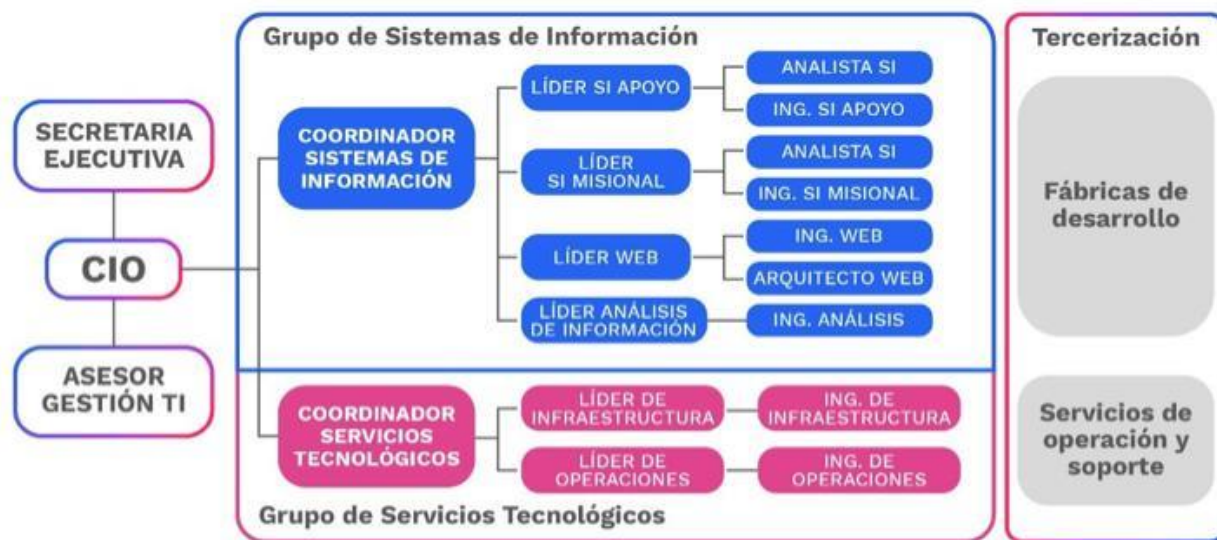 Grupo de Sistemas de Información
Tercerización
SECRETARIA
EJECUTIVA
CIO
ASESOR
GESTIÓN TI
COORDINADOR
SISTEMAS DE
INFORMACIÓN
LÍDER SI APOYO
ANALISTA SI
ING. SI APOYO
LÍDER
SI MISIONAL
ANALISTA SI
ING. SI MISIONAL
LÍDER WEB
ING. WEB
ARQUITECTO WEB
LÍDER ANÁLISIS
DE INFORMACIÓN
ING. ANÁLISIS
COORDINADOR
SERVICIOS
TECNOLÓGICOS
LÍDER DE
INFRAESTRUCTURA
ING. DE
INFRAESTRUCTURA
LÍDER DE
OPERACIONES
ING. DE
OPERACIONES
Grupo de Servicios Tecnológicos
Fábricas de
desarrollo
Servicios de
operación y
soporte